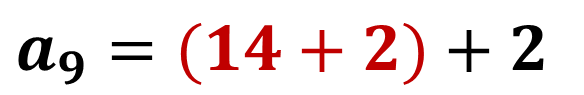 a₉ = (14 + 2) + 2